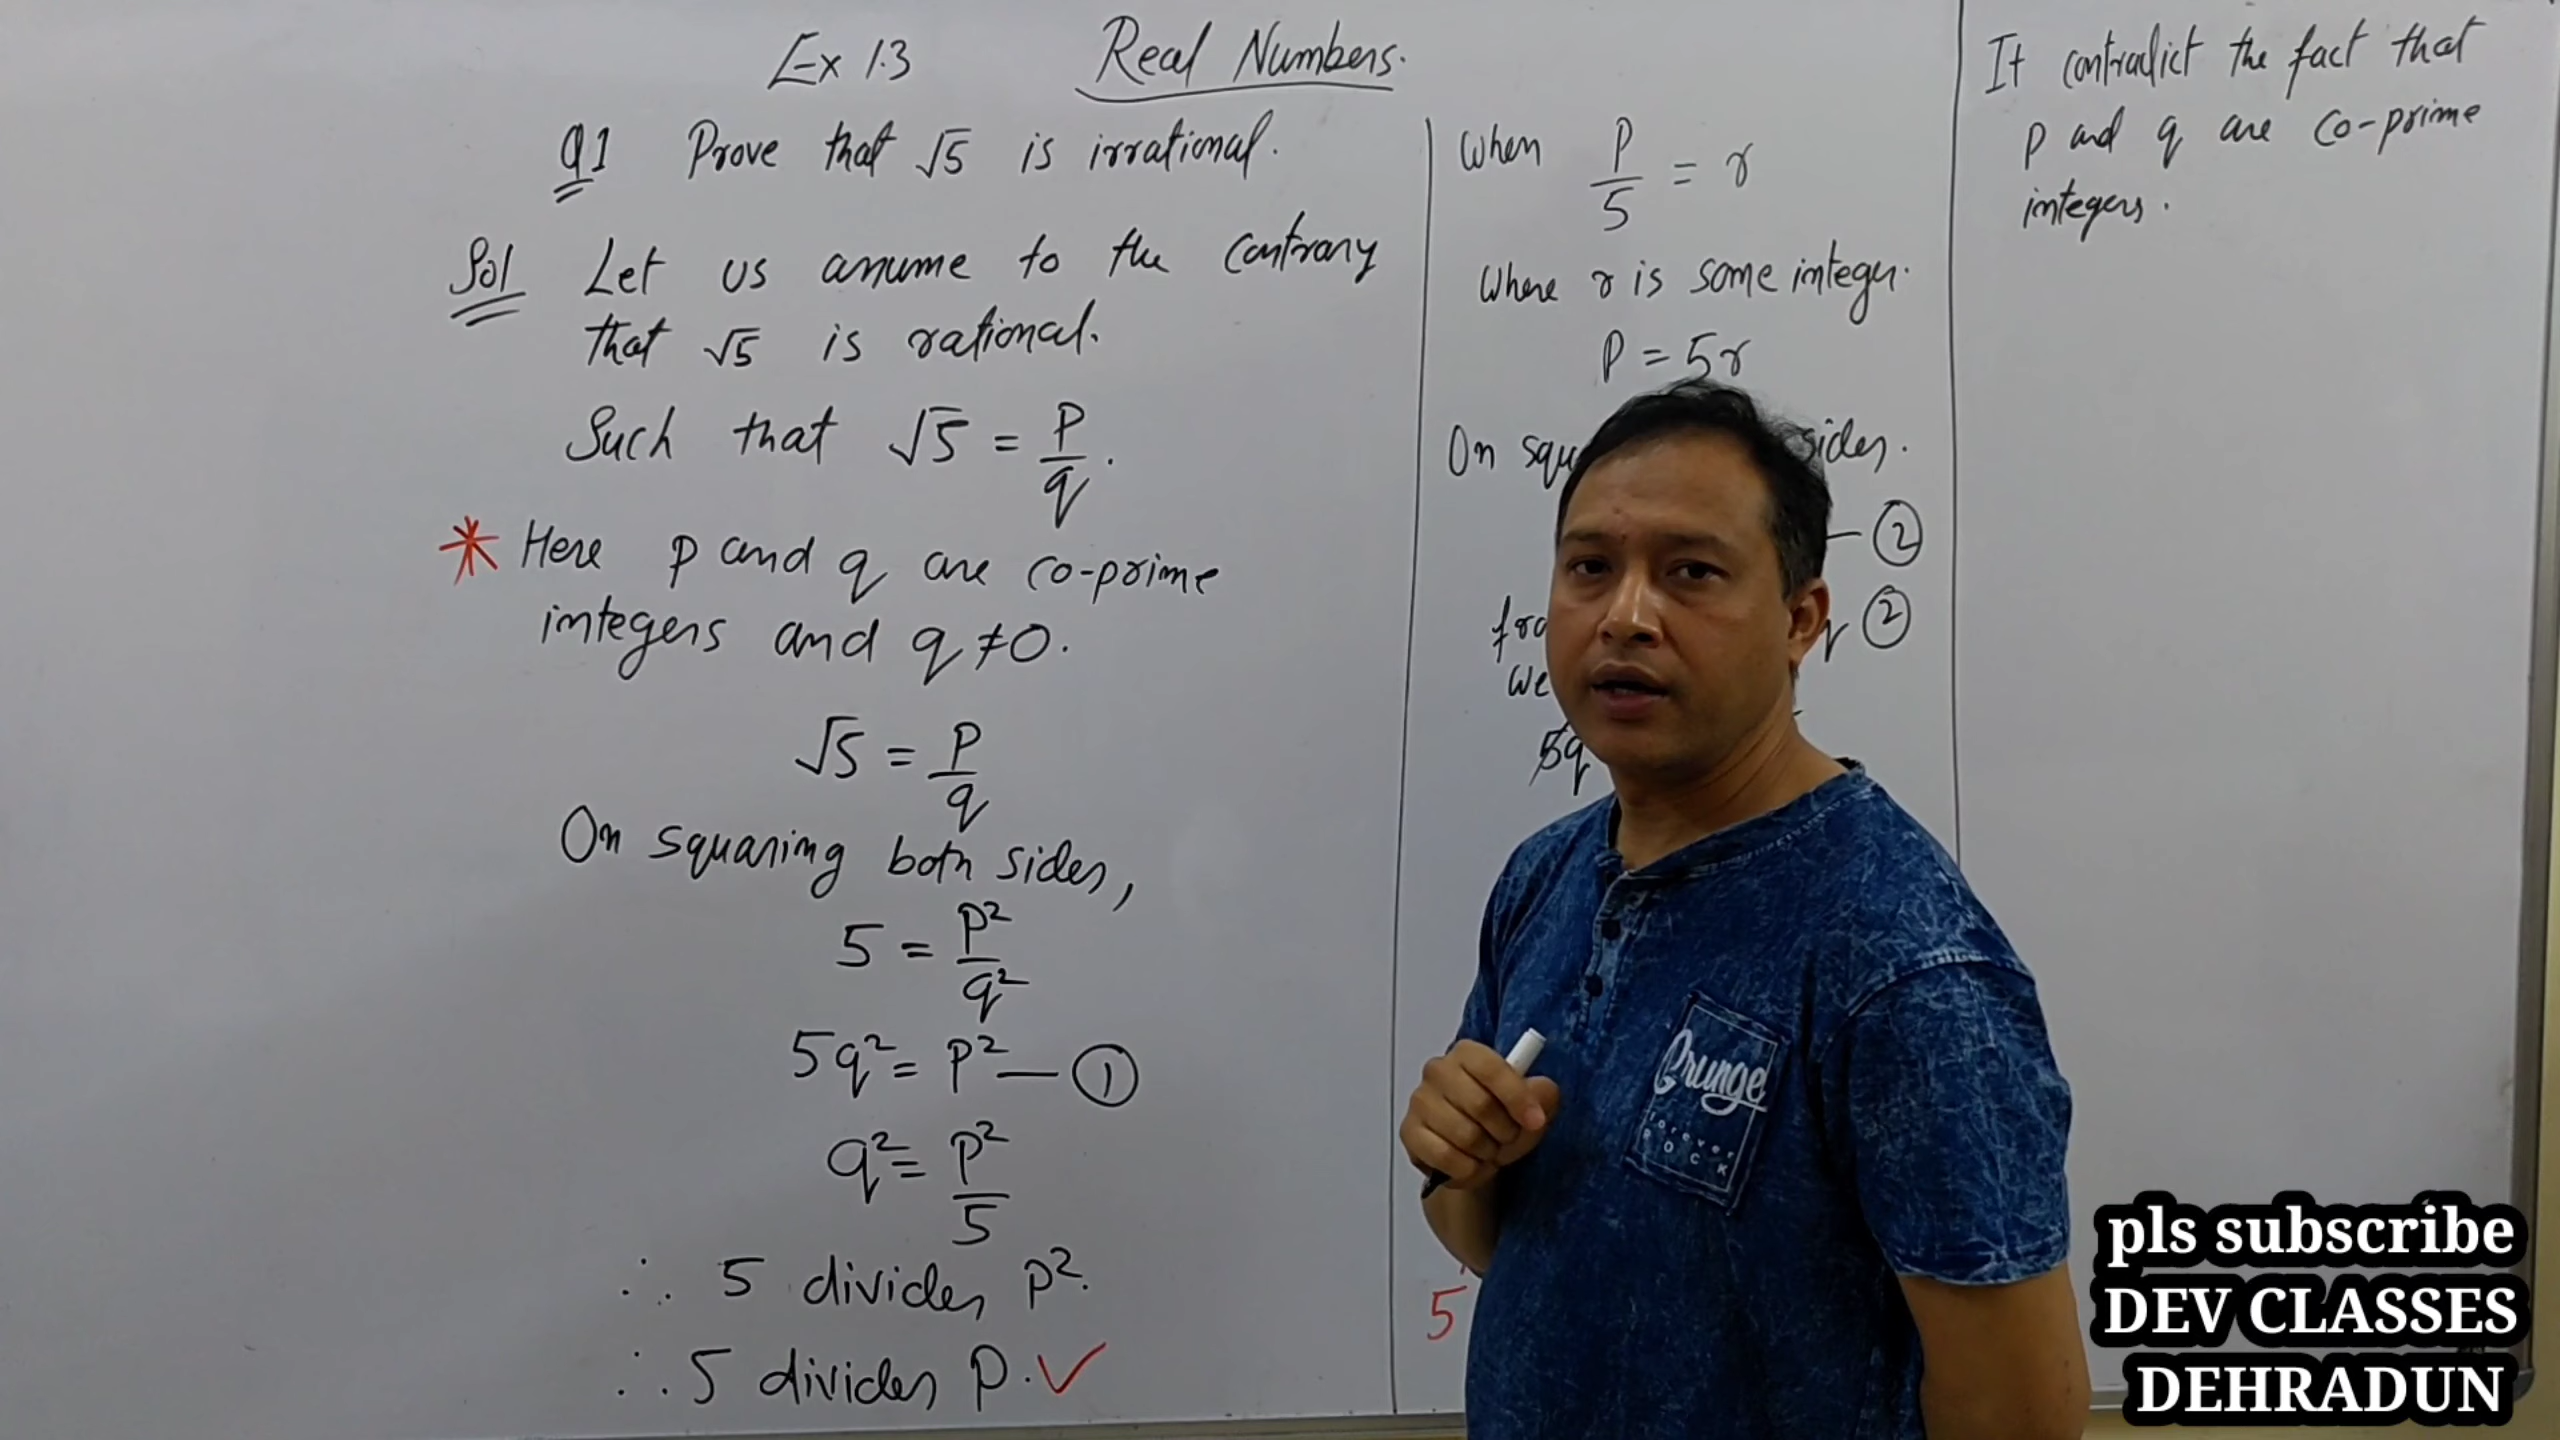 Ex 1.3 Real Numbers.
Q1 Prove that √5 is irrational.
Sol Let us assume to the contrary
that √5 is rational.
Such that √5 = P/q.
* Here p and q are co-prime
integers and q ≠ 0.
√5 = P/q
On squaring both sides,
5 = P²/q²
5q² = P² — ①
q² = P²/5
∴ 5 divides P².
∴ 5 divides P. ✓
When P/5 = r
Where r is some integer.
P = 5r
On sides.
— ②
②
We
5q
5
It contradict the fact that
p and q are co-prime
integers.
Grunge
forever
ROCK
pls subscribe
DEV CLASSES
DEHRADUN